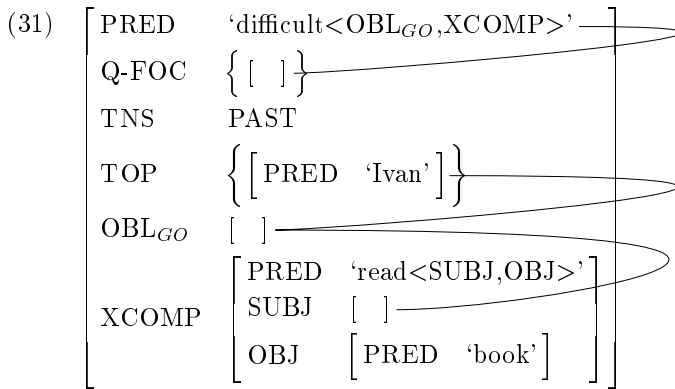 (31) PRED ‘difficult<OBL_GO,XCOMP>’
Q-FOC { [ ] }
TNS PAST
TOP { [ PRED ‘Ivan’ ] }
OBL_GO [ ]
PRED ‘read<SUBJ,OBJ>’
XCOMP SUBJ [ ]
OBJ [ PRED ‘book’ ]